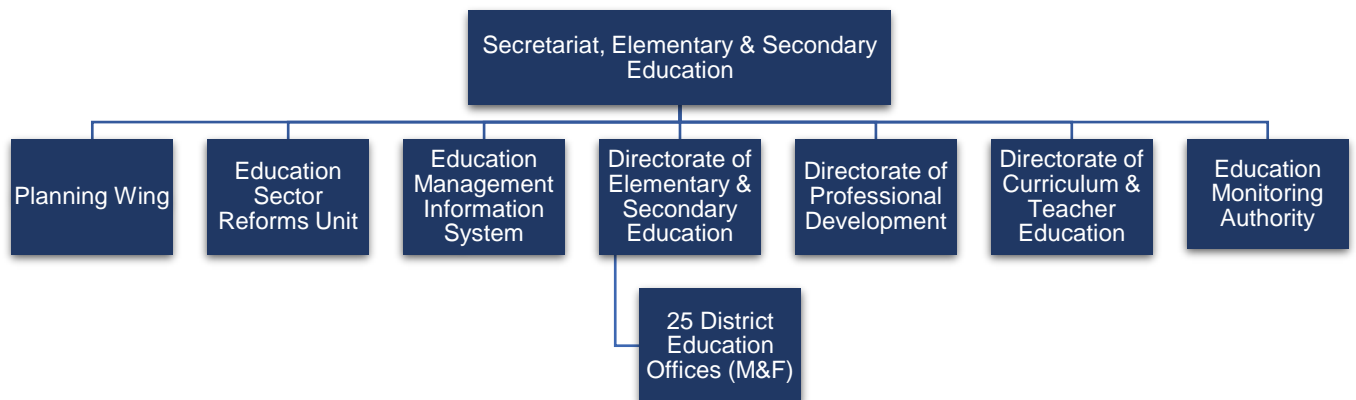 Secretariat, Elementary & Secondary
Education
Planning Wing
Education
Sector
Reforms Unit
Education
Management
Information
System
Directorate of
Elementary &
Secondary
Education
Directorate of
Professional
Development
Directorate of
Curriculum &
Teacher
Education
Education
Monitoring
Authority
25 District
Education
Offices (M&F)